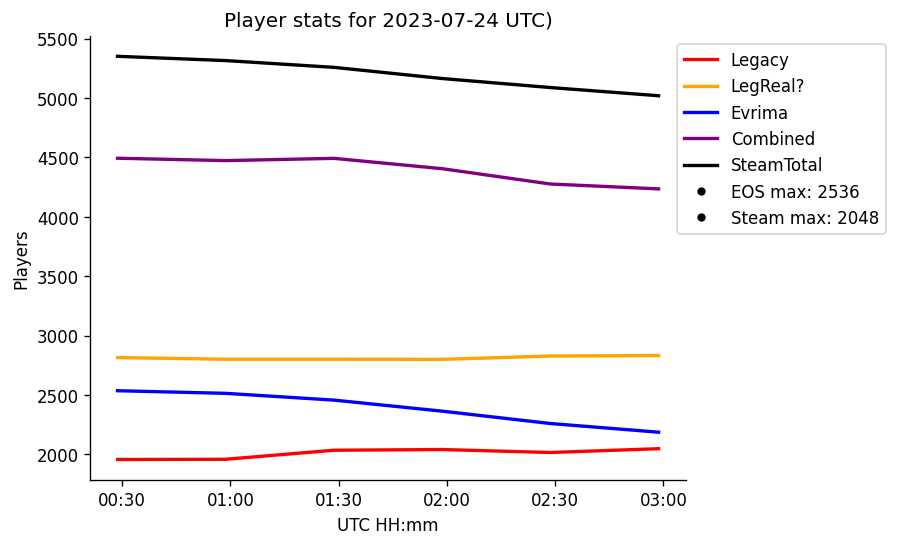 Player stats for 2023-07-24 UTC)
5500
5000
4500
4000
3500
3000
2500
2000
Players
00:30 01:00 01:30 02:00 02:30 03:00
UTC HH:mm
Legacy
LegReal?
Evrima
Combined
SteamTotal
EOS max: 2536
Steam max: 2048